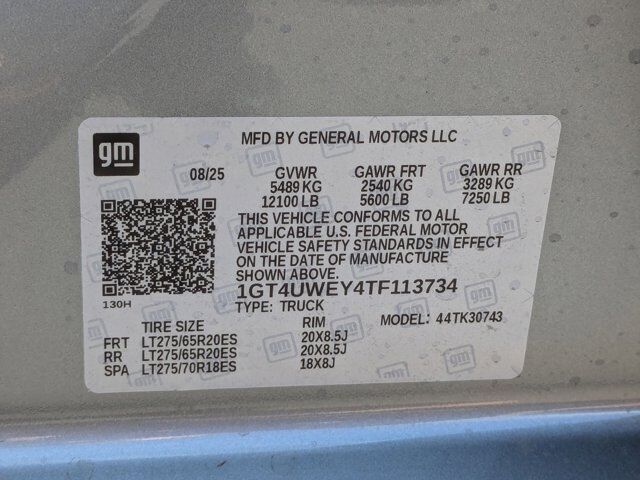 gm
MFD BY GENERAL MOTORS LLC
08/25 GVWR GAWR FRT GAWR RR
5489 KG 2540 KG 3289 KG
12100 LB 5600 LB 7250 LB
THIS VEHICLE CONFORMS TO ALL
APPLICABLE U.S. FEDERAL MOTOR
VEHICLE SAFETY STANDARDS IN EFFECT
ON THE DATE OF MANUFACTURE
SHOWN ABOVE.
130H
1GT4UWEY4TF113734
TYPE: TRUCK
MODEL: 44TK30743
TIRE SIZE RIM
FRT LT275/65R20ES 20X8.5J
RR LT275/65R20ES 20X8.5J
SPA LT275/70R18ES 18X8J